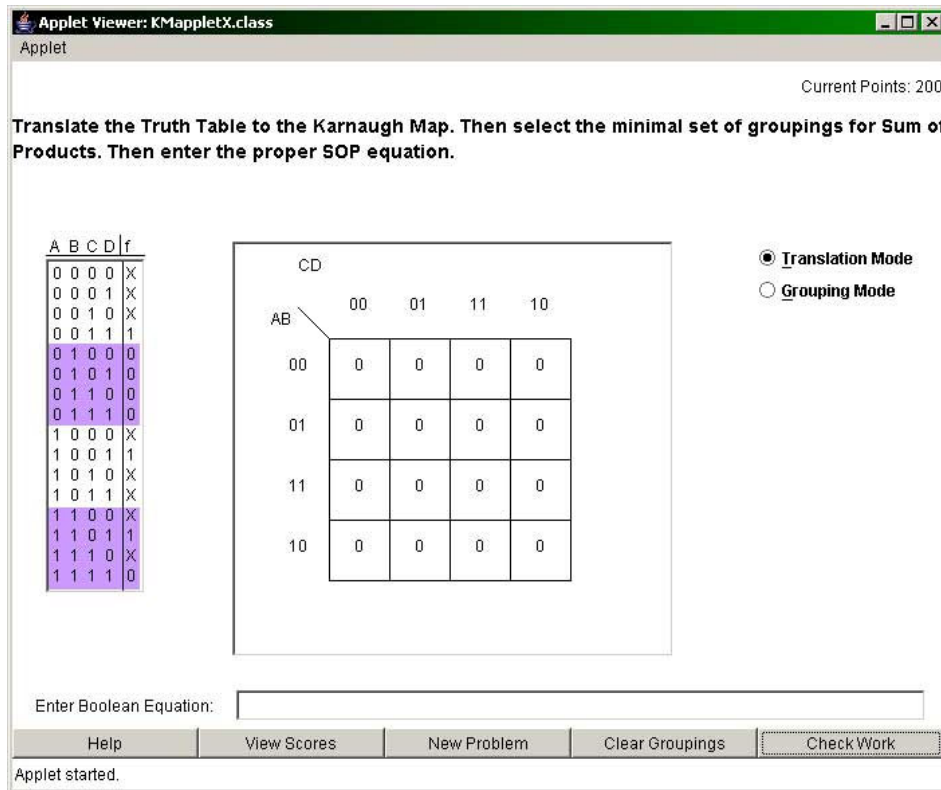 Applet Viewer: KMappletX.class
Applet
Current Points: 200
Translate the Truth Table to the Karnaugh Map. Then select the minimal set of groupings for Sum of
Products. Then enter the proper SOP equation.
A B C D f
0 0 0 0 X
0 0 0 1 X
0 0 1 0 X
0 0 1 1 1
0 1 0 0 0
0 1 0 1 0
0 1 1 0 0
0 1 1 1 0
1 0 0 0 X
1 0 0 1 1
1 0 1 0 X
1 0 1 1 X
1 1 0 0 X
1 1 0 1 1
1 1 1 0 X
1 1 1 1 0
CD
00 01 11 10
AB
00 0 0 0 0
01 0 0 0 0
11 0 0 0 0
10 0 0 0 0
Translation Mode
Grouping Mode
Enter Boolean Equation:
Help View Scores New Problem Clear Groupings Check Work
Applet started.